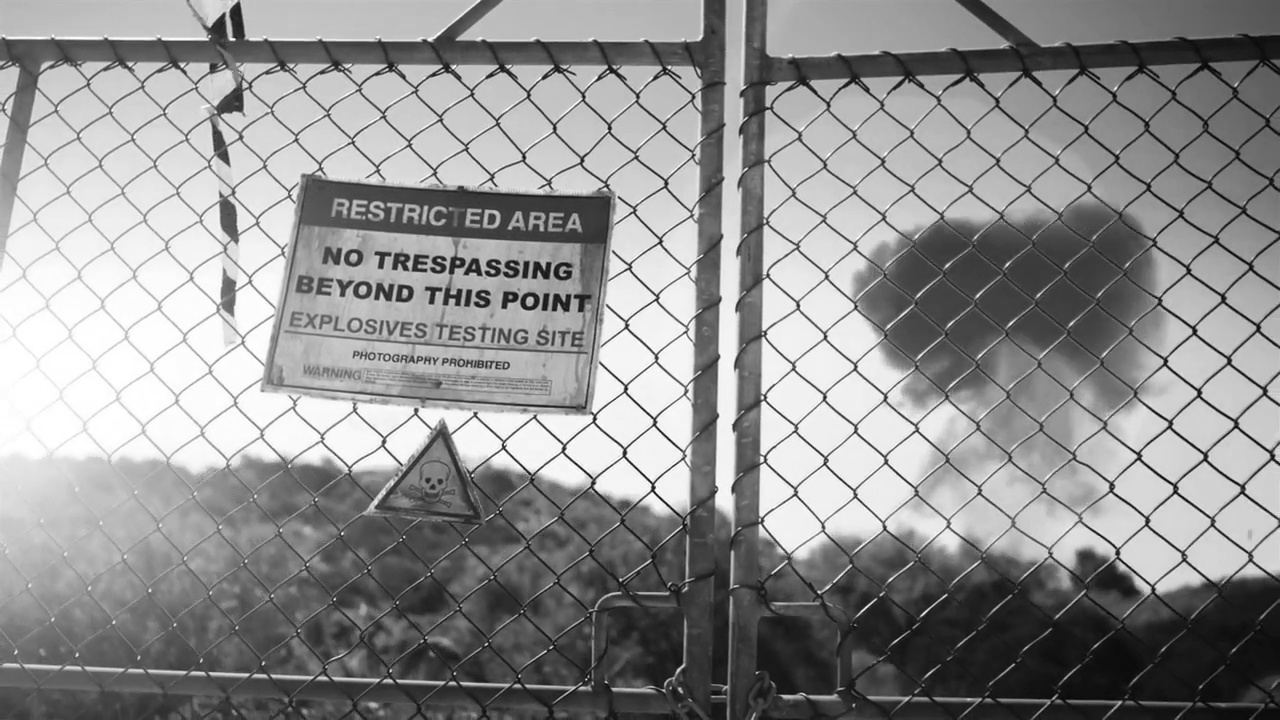 RESTRICTED AREA
NO TRESPASSING
BEYOND THIS POINT
EXPLOSIVES TESTING SITE
PHOTOGRAPHY PROHIBITED
WARNING